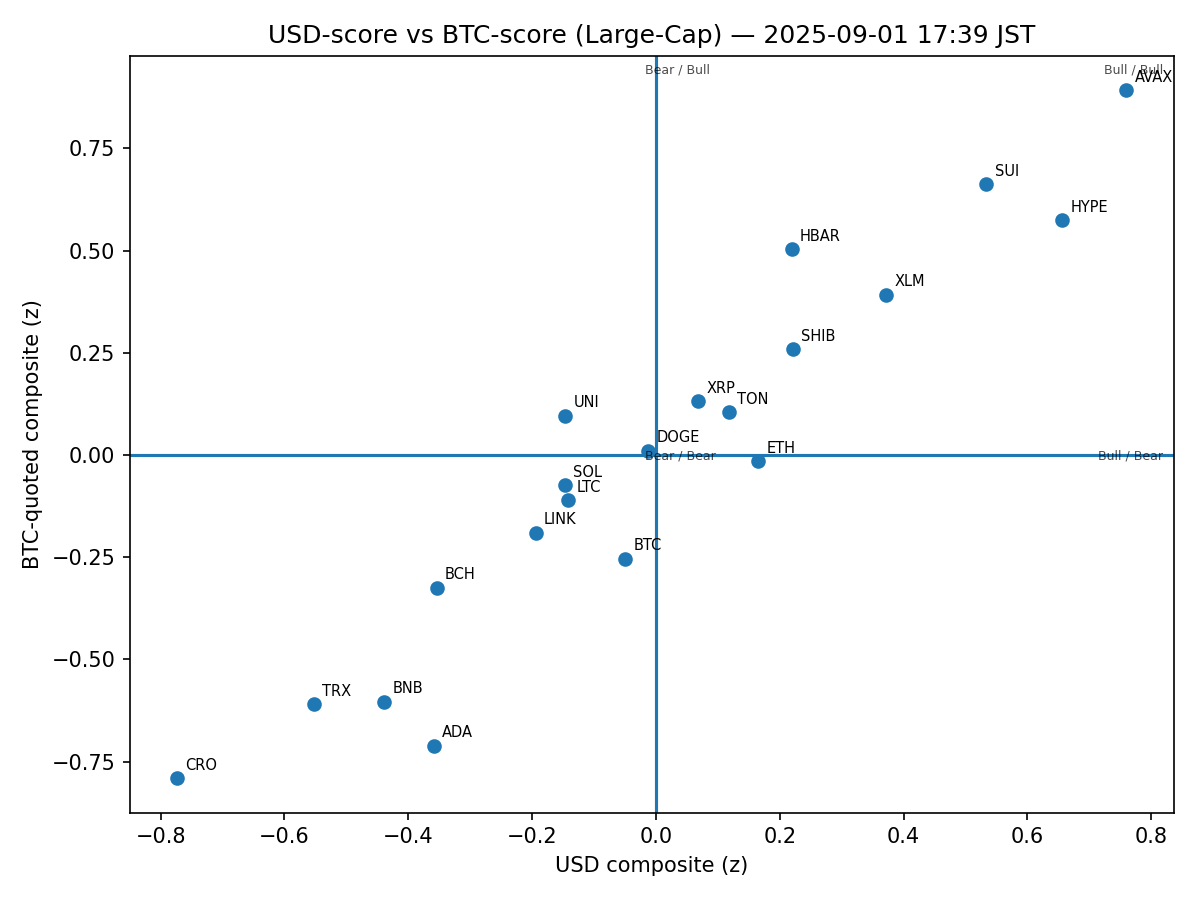 USD-score vs BTC-score (Large-Cap) — 2025-09-01 17:39 JST
Bear / Bull
Bull / Bull
AVAX
SUI
HYPE
HBAR
XLM
SHIB
XRP
TON
UNI
DOGE
ETH
Bear / Bear
Bull / Bear
SOL
LTC
LINK
BTC
BCH
TRX
BNB
ADA
CRO
0.75
0.50
0.25
0.00
−0.25
−0.50
−0.75
BTC-quoted composite (z)
−0.8
−0.6
−0.4
−0.2
0.0
0.2
0.4
0.6
0.8
USD composite (z)